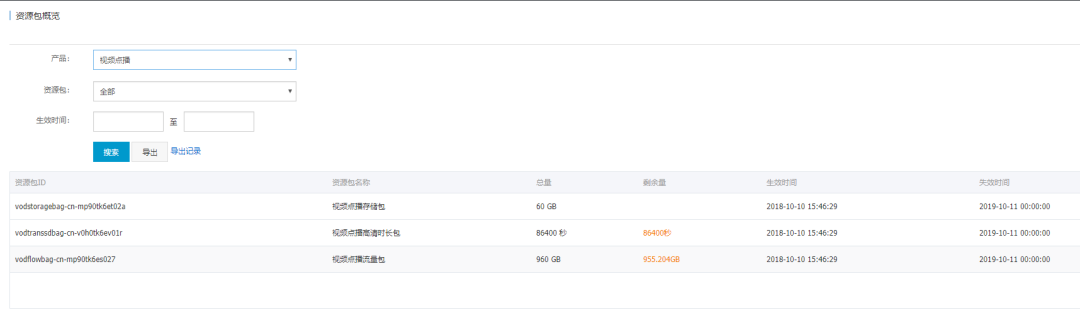 资源包概览
产品：
视频点播
资源包：
全部
生效时间：
至
搜索 导出 导出记录
资源包ID 资源包名称 总量 剩余量 生效时间 失效时间
vodstoragebag-cn-mp90tk6et02a 视频点播存储包 60 GB 2018-10-10 15:46:29 2019-10-11 00:00:00
vodtranssdbag-cn-v0h0tk6ev01r 视频点播高清时长包 86400 秒 86400秒 2018-10-10 15:46:29 2019-10-11 00:00:00
vodflowbag-cn-mp90tk6es027 视频点播流量包 960 GB 955.204GB 2018-10-10 15:46:29 2019-10-11 00:00:00